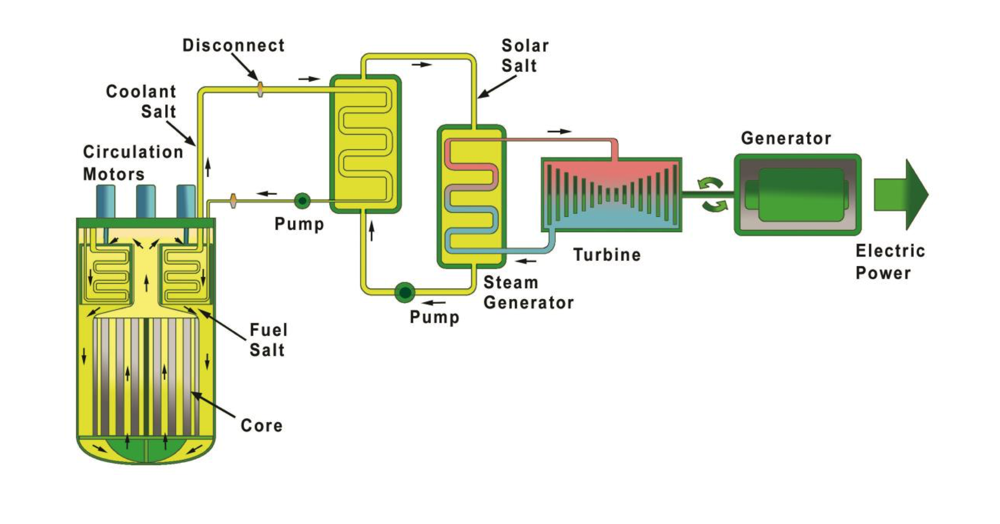 Disconnect
Solar
Salt
Coolant
Salt
Circulation
Motors
Generator
Pump
Turbine
Electric
Power
Steam
Generator
Pump
Fuel
Salt
Core